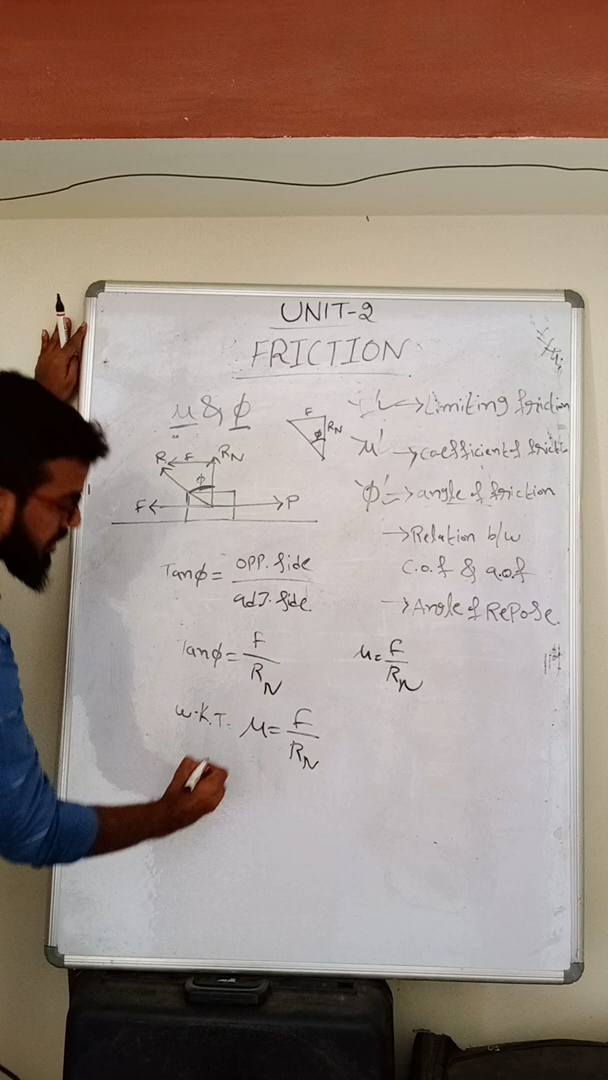 UNIT-2
FRICTION
μ & ϕ
F
RN
ϕ
R F RN
ϕ
F P
Tanϕ = opp. side / adJ. side
Tanϕ = F / RN
W.K.T. μ = F / RN
'L' → Limiting friction
'μ' → coefficient of friction
'ϕ' → angle of friction
→ Relation b/w
C.o.f & a.o.f
→ Angle of RePose.
μ = F / RN